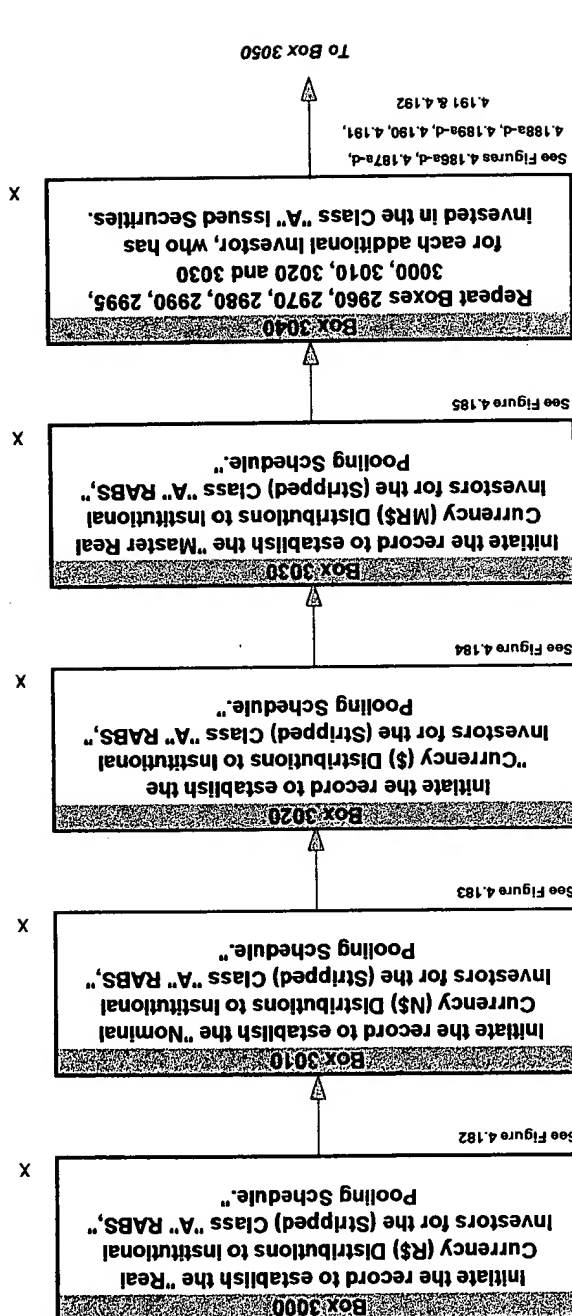 Box 3000
Initiate the record to establish the "Real
Currency (R$) Distributions to Institutional
Investors for the (Stripped) Class "A" RABS,"
Pooling Schedule."
X
See Figure 4.182
Box 3010
Initiate the record to establish the "Nominal
Currency (N$) Distributions to Institutional
Investors for the (Stripped) Class "A" RABS,"
Pooling Schedule."
X
See Figure 4.183
Box 3020
Initiate the record to establish the
"Currency ($) Distributions to Institutional
Investors for the (Stripped) Class "A" RABS,"
Pooling Schedule."
X
See Figure 4.184
Box 3030
Initiate the record to establish the "Master Real
Currency (MR$) Distributions to Institutional
Investors for the (Stripped) Class "A" RABS,"
Pooling Schedule."
X
See Figure 4.185
Box 3040
Repeat Boxes 2960, 2970, 2980, 2990, 2995,
3000, 3010, 3020 and 3030
for each additional Investor, who has
invested in the Class "A" Issued Securities.
X
See Figures 4.186a-d, 4.187a-d,
4.188a-d, 4.189a-d, 4.190, 4.191,
4.191 & 4.192
To Box 3050